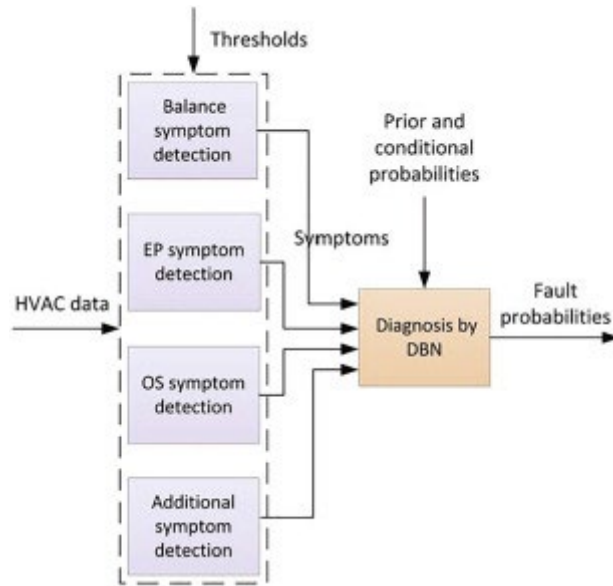 Thresholds
Balance
symptom
detection
Prior and
conditional
probabilities
EP symptom
detection
Symptoms
HVAC data
Diagnosis by
DBN
Fault
probabilities
OS symptom
detection
Additional
symptom
detection